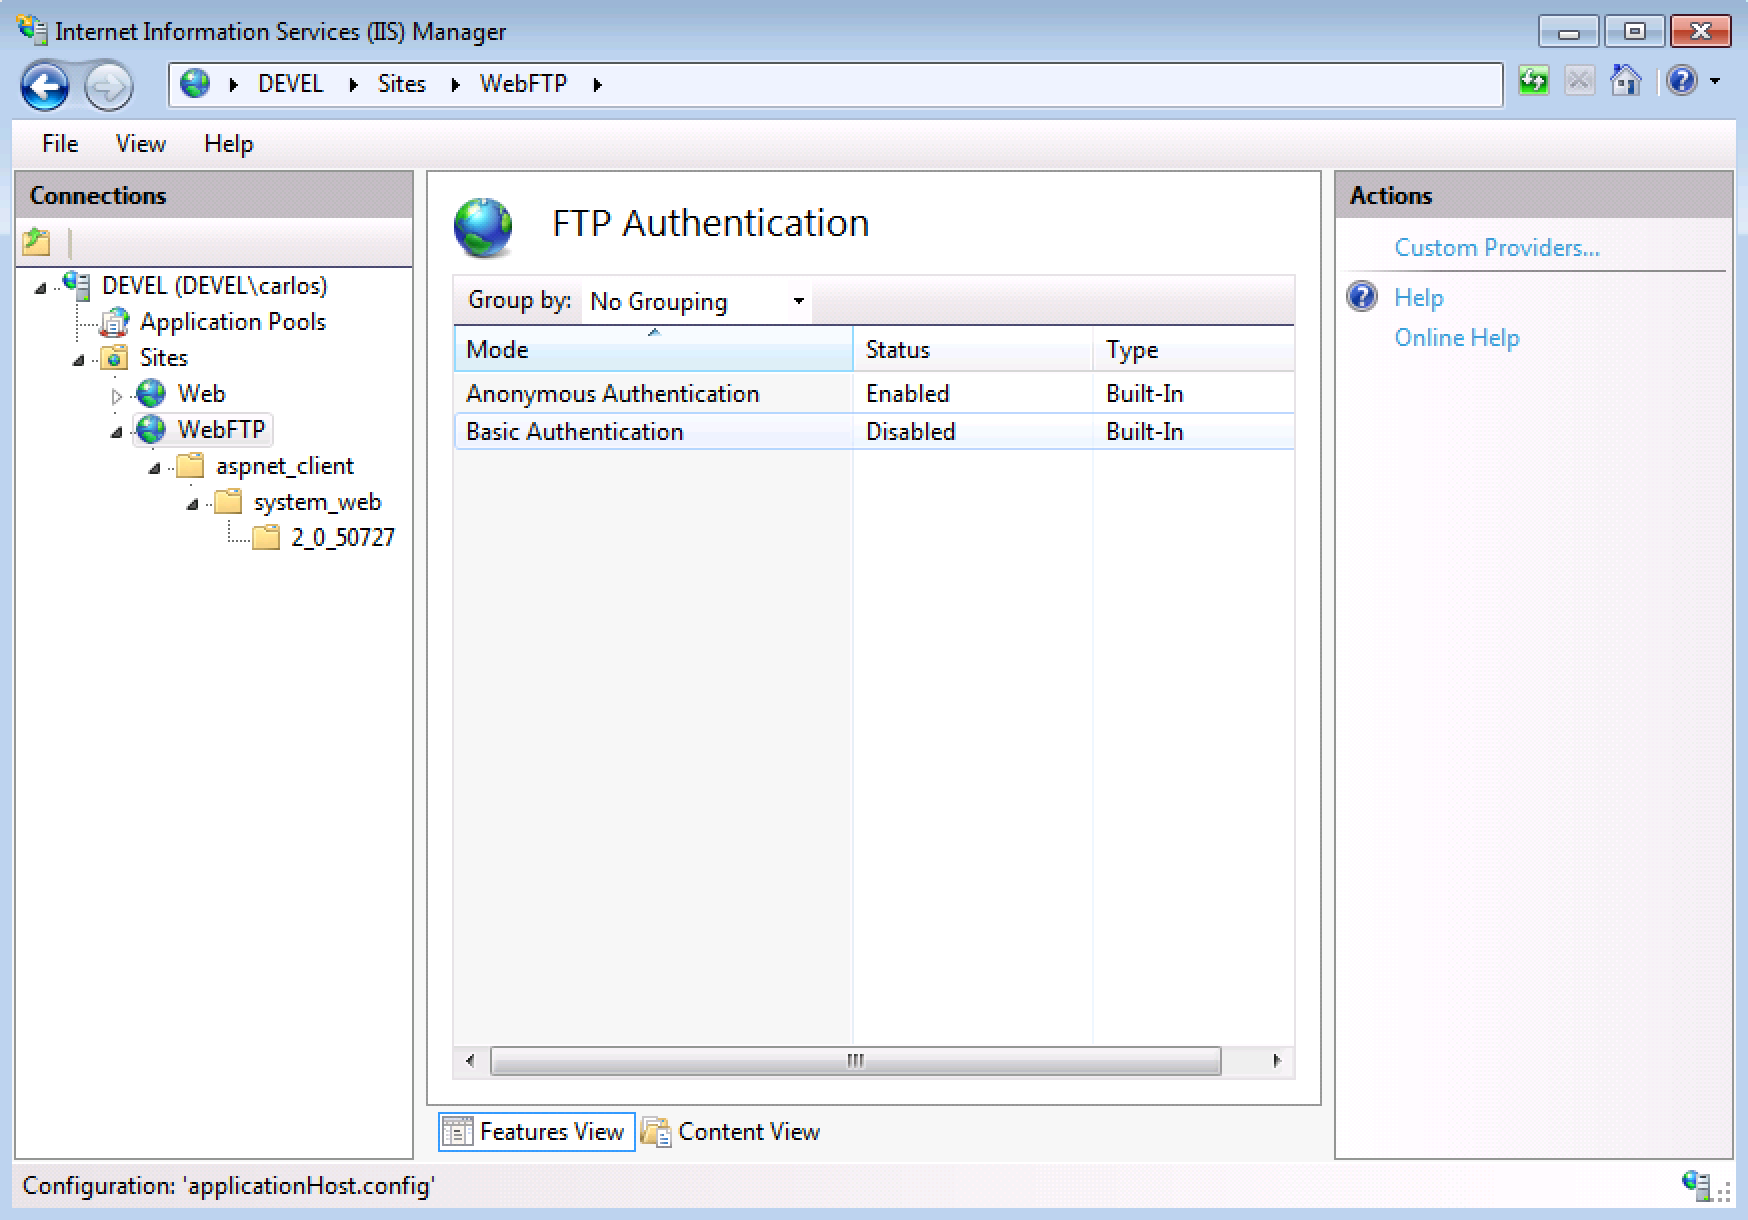 Internet Information Services (IIS) Manager
DEVEL Sites WebFTP
File View Help
Connections
DEVEL (DEVEL\carlos)
Application Pools
Sites
Web
WebFTP
aspnet_client
system_web
2_0_50727
FTP Authentication
Group by: No Grouping
Mode Status Type
Anonymous Authentication Enabled Built-In
Basic Authentication Disabled Built-In
Features View Content View
Actions
Custom Providers...
Help
Online Help
Configuration: 'applicationHost.config'